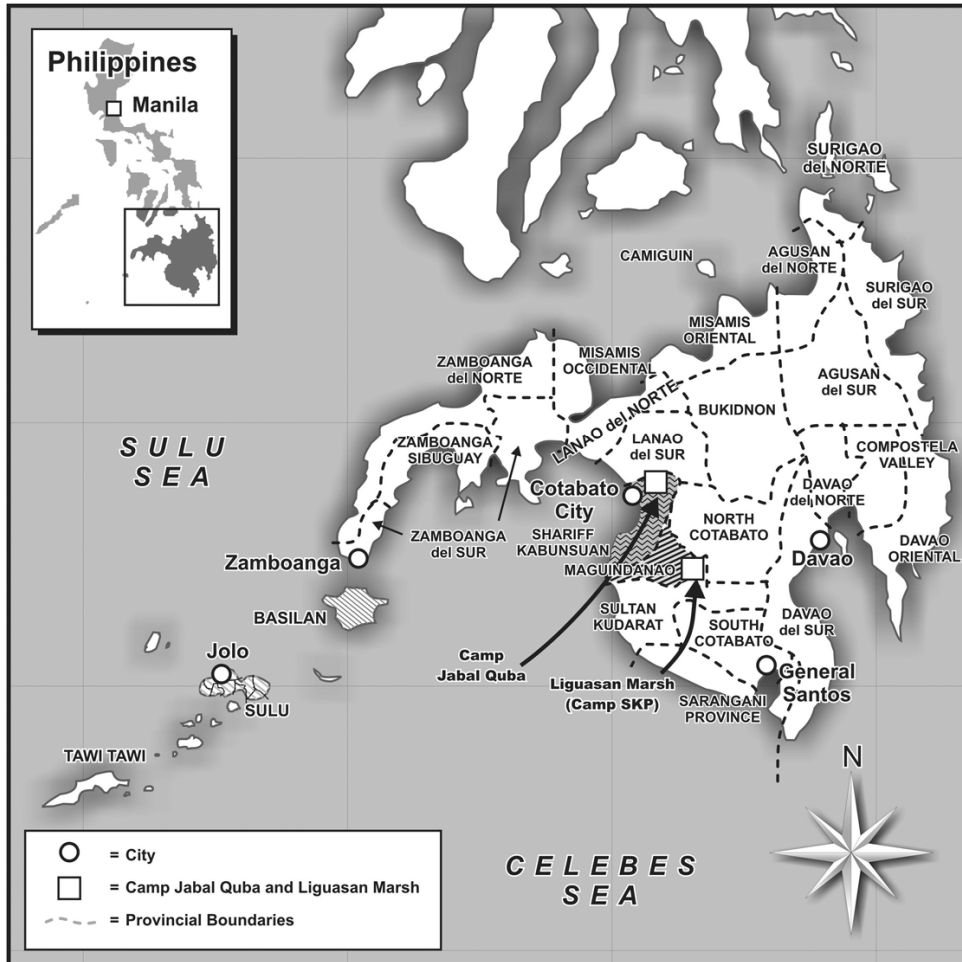 Philippines
Manila
SURIGAO
del NORTE
CAMIGUIN
AGUSAN
del NORTE
SURIGAO
del SUR
MISAMIS
ORIENTAL
ZAMBOANGA
del NORTE
MISAMIS
OCCIDENTAL
AGUSAN
del SUR
LANAO del NORTE
BUKIDNON
SULU
SEA
ZAMBOANGA
SIBUGUAY
LANAO
del SUR
COMPOSTELA
VALLEY
Cotabato
City
DAVAO
del NORTE
ZAMBOANGA
del SUR
SHARIFF
KABUNSUAN
NORTH
COTABATO
Zamboanga
Davao
DAVAO
ORIENTAL
MAGUINDANAO
BASILAN
SULTAN
KUDARAT
SOUTH
COTABATO
DAVAO
del SUR
Jolo
Camp
Jabal Quba
General
Santos
Liguasan Marsh
(Camp SKP)
SULU
SARANGANI
PROVINCE
TAWI TAWI
N
CELEBES
SEA
= City
= Camp Jabal Quba and Liguasan Marsh
= Provincial Boundaries